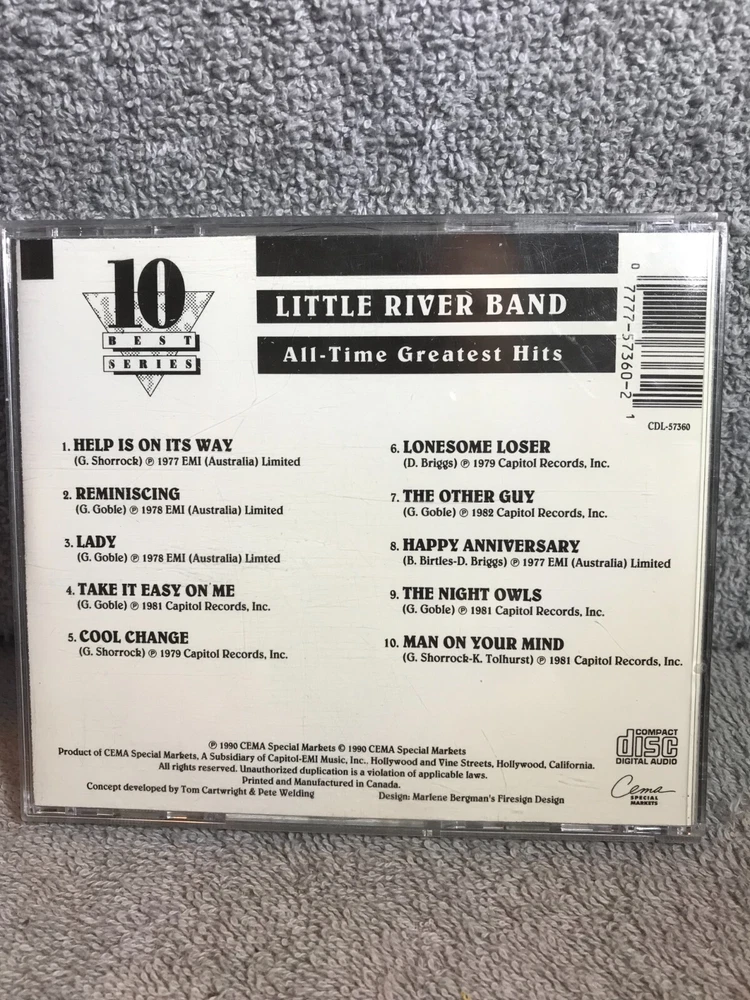 10
BEST
SERIES
LITTLE RIVER BAND
All-Time Greatest Hits
0 7777-57360-2 1
CDL-57360
1. HELP IS ON ITS WAY
(G. Shorrock) ℗ 1977 EMI (Australia) Limited
2. REMINISCING
(G. Goble) ℗ 1978 EMI (Australia) Limited
3. LADY
(G. Goble) ℗ 1978 EMI (Australia) Limted
4. TAKE IT EASY ON ME
(G. Goble) ℗ 1981 Capitol Records, Inc.
5. COOL CHANGE
(G. Shorrock) ℗ 1979 Capitol Records, Inc.
6. LONESOME LOSER
(D. Briggs) ℗ 1979 Capitol Records, Inc.
7. THE OTHER GUY
(G. Goble) ℗ 1982 Capitol Records, Inc.
8. HAPPY ANNIVERSARY
(B. Birtles-D. Briggs) ℗ 1977 EMI (Australia) Limited
9. THE NIGHT OWLS
(G. Goble) ℗ 1981 Capitol Records, Inc.
10. MAN ON YOUR MIND
(G. Shorrock-K. Tolhurst) ℗ 1981 Capitol Records, Inc.
℗ 1990 CEMA Special Markets © 1990 CEMA Special Markets
Product of CEMA Special Markets, A Subsidiary of Capitol-EMI Music, Inc., Hollywood and Vine Streets, Hollywood, California.
All rights reserved. Unauthorized duplication is a violation of applicable laws.
Printed and Manufactured in Canada.
Concept developed by Tom Cartwright & Pete Welding
Design: Marlene Bergman's Firesign Design
COMPACT
disc
DIGITAL AUDIO
Cema
SPECIAL
MARKETS